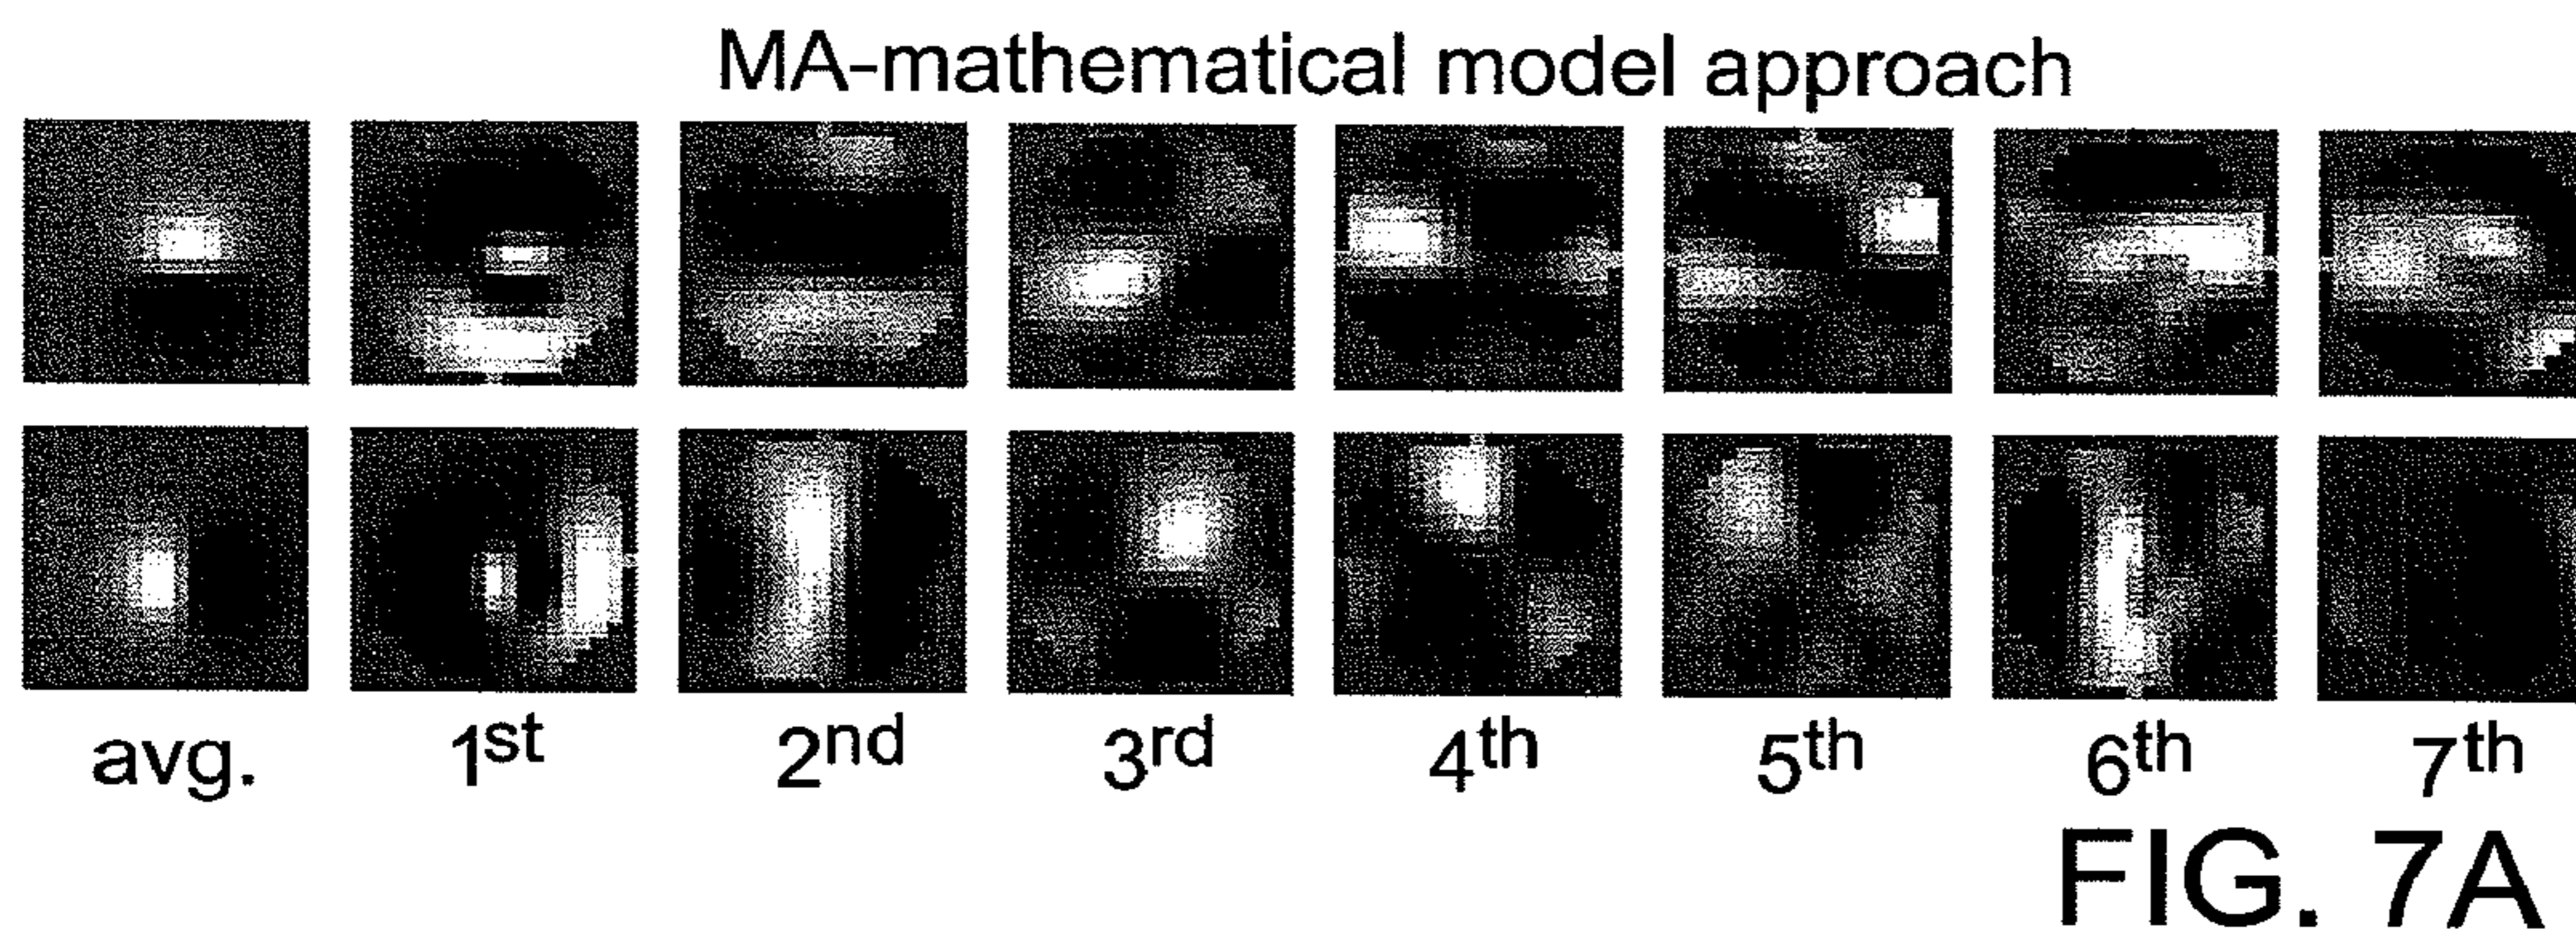 MA-mathematical model approach
avg. 1st 2nd 3rd 4th 5th 6th 7th
FIG. 7A